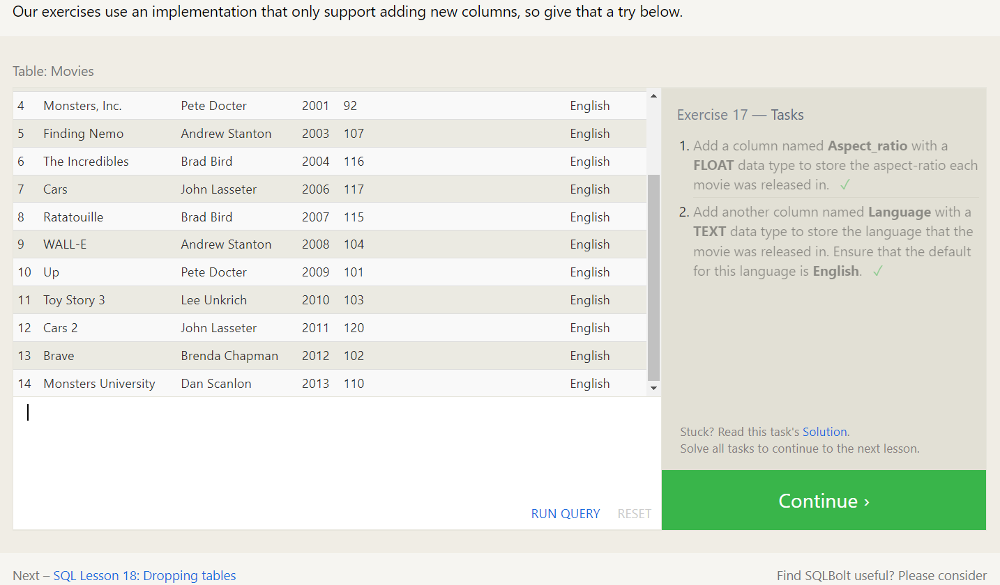 Our exercises use an implementation that only support adding new columns, so give that a try below.
Table: Movies
4 Monsters, Inc. Pete Docter 2001 92 English
5 Finding Nemo Andrew Stanton 2003 107 English
6 The Incredibles Brad Bird 2004 116 English
7 Cars John Lasseter 2006 117 English
8 Ratatouille Brad Bird 2007 115 English
9 WALL-E Andrew Stanton 2008 104 English
10 Up Pete Docter 2009 101 English
11 Toy Story 3 Lee Unkrich 2010 103 English
12 Cars 2 John Lasseter 2011 120 English
13 Brave Brenda Chapman 2012 102 English
14 Monsters University Dan Scanlon 2013 110 English
RUN QUERY RESET
Exercise 17 — Tasks
1. Add a column named Aspect_ratio with a
FLOAT data type to store the aspect-ratio each
movie was released in. ✓
2. Add another column named Language with a
TEXT data type to store the language that the
movie was released in. Ensure that the default
for this language is English. ✓
Stuck? Read this task's Solution.
Solve all tasks to continue to the next lesson.
Continue ›
Next – SQL Lesson 18: Dropping tables
Find SQLBolt useful? Please consider